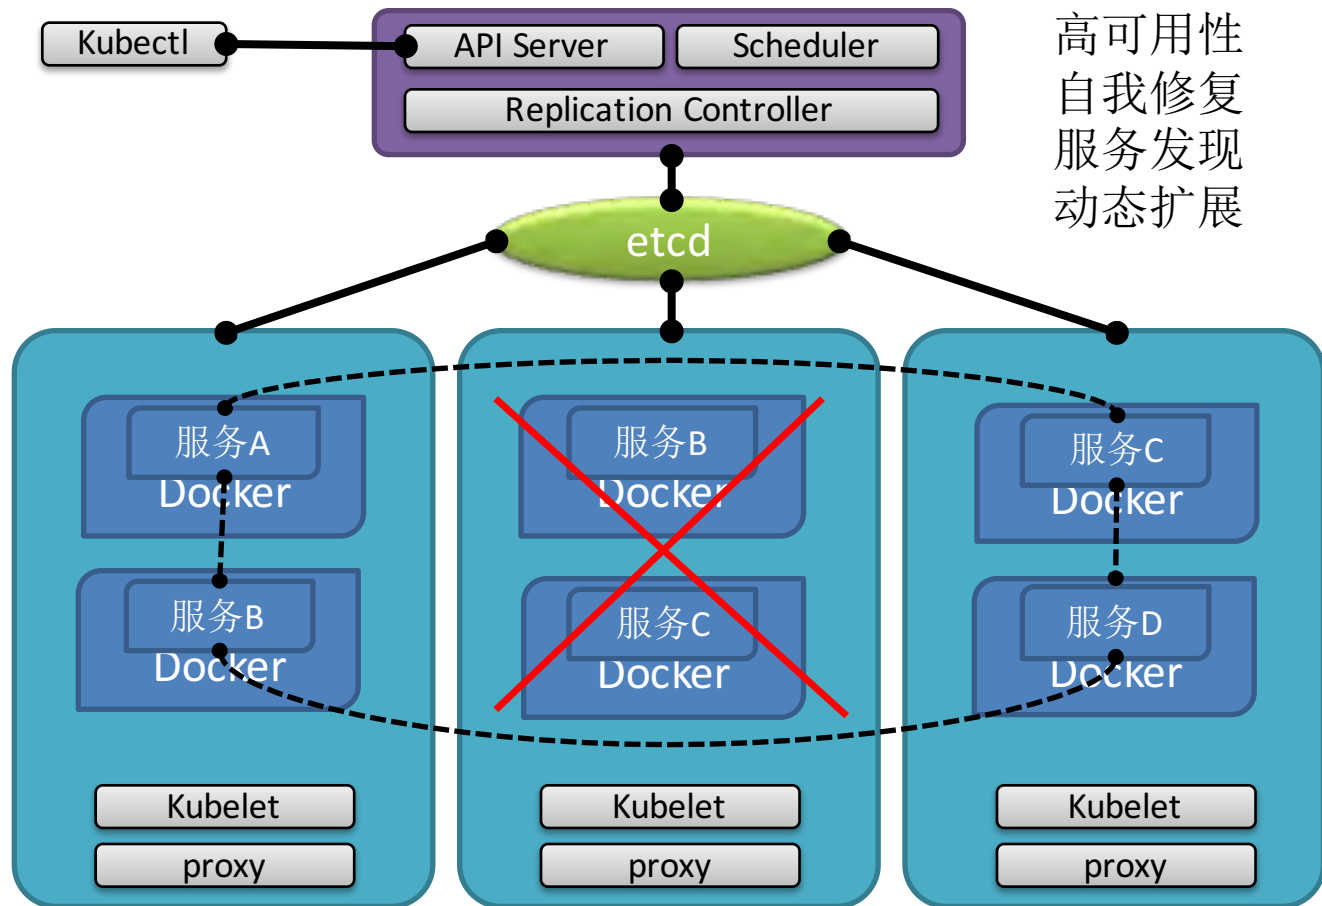 Kubectl
API Server
Scheduler
Replication Controller
高可用性
自我修复
服务发现
动态扩展
etcd
服务A
Docker
服务B
Docker
Kubelet
proxy
服务B
Docker
服务C
Docker
Kubelet
proxy
服务C
Docker
服务D
Docker
Kubelet
proxy